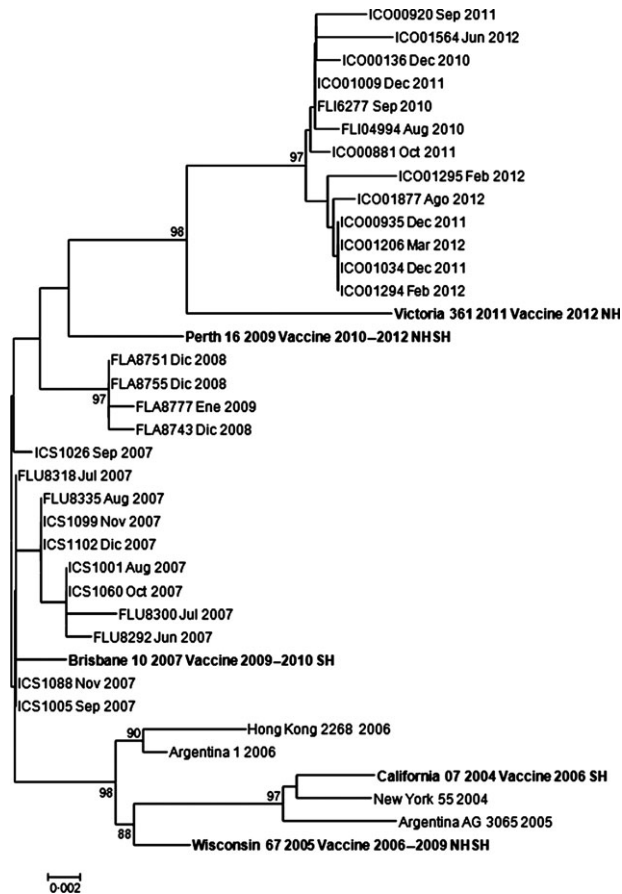 ICO00920 Sep 2011
ICO01564 Jun 2012
ICO00136 Dec 2010
ICO01009 Dec 2011
FLI6277 Sep 2010
FLI04994 Aug 2010
ICO00881 Oct 2011
97
ICO01295 Feb 2012
ICO01877 Ago 2012
ICO00935 Dec 2011
98
ICO01206 Mar 2012
ICO01034 Dec 2011
ICO01294 Feb 2012
Victoria 361 2011 Vaccine 2012 NH
Perth 16 2009 Vaccine 2010–2012 NHSH
FLA8751 Dic 2008
FLA8755 Dic 2008
97
FLA8777 Ene 2009
FLA8743 Dic 2008
ICS1026 Sep 2007
FLU8318 Jul 2007
FLU8335 Aug 2007
ICS1099 Nov 2007
ICS1102 Dic 2007
ICS1001 Aug 2007
ICS1060 Oct 2007
FLU8300 Jul 2007
FLU8292 Jun 2007
Brisbane 10 2007 Vaccine 2009–2010 SH
ICS1088 Nov 2007
ICS1005 Sep 2007
Hong Kong 2268 2006
90
Argentina 1 2006
California 07 2004 Vaccine 2006 SH
98
97
New York 55 2004
Argentina AG 3065 2005
88
Wisconsin 67 2005 Vaccine 2006–2009 NHSH
0·002